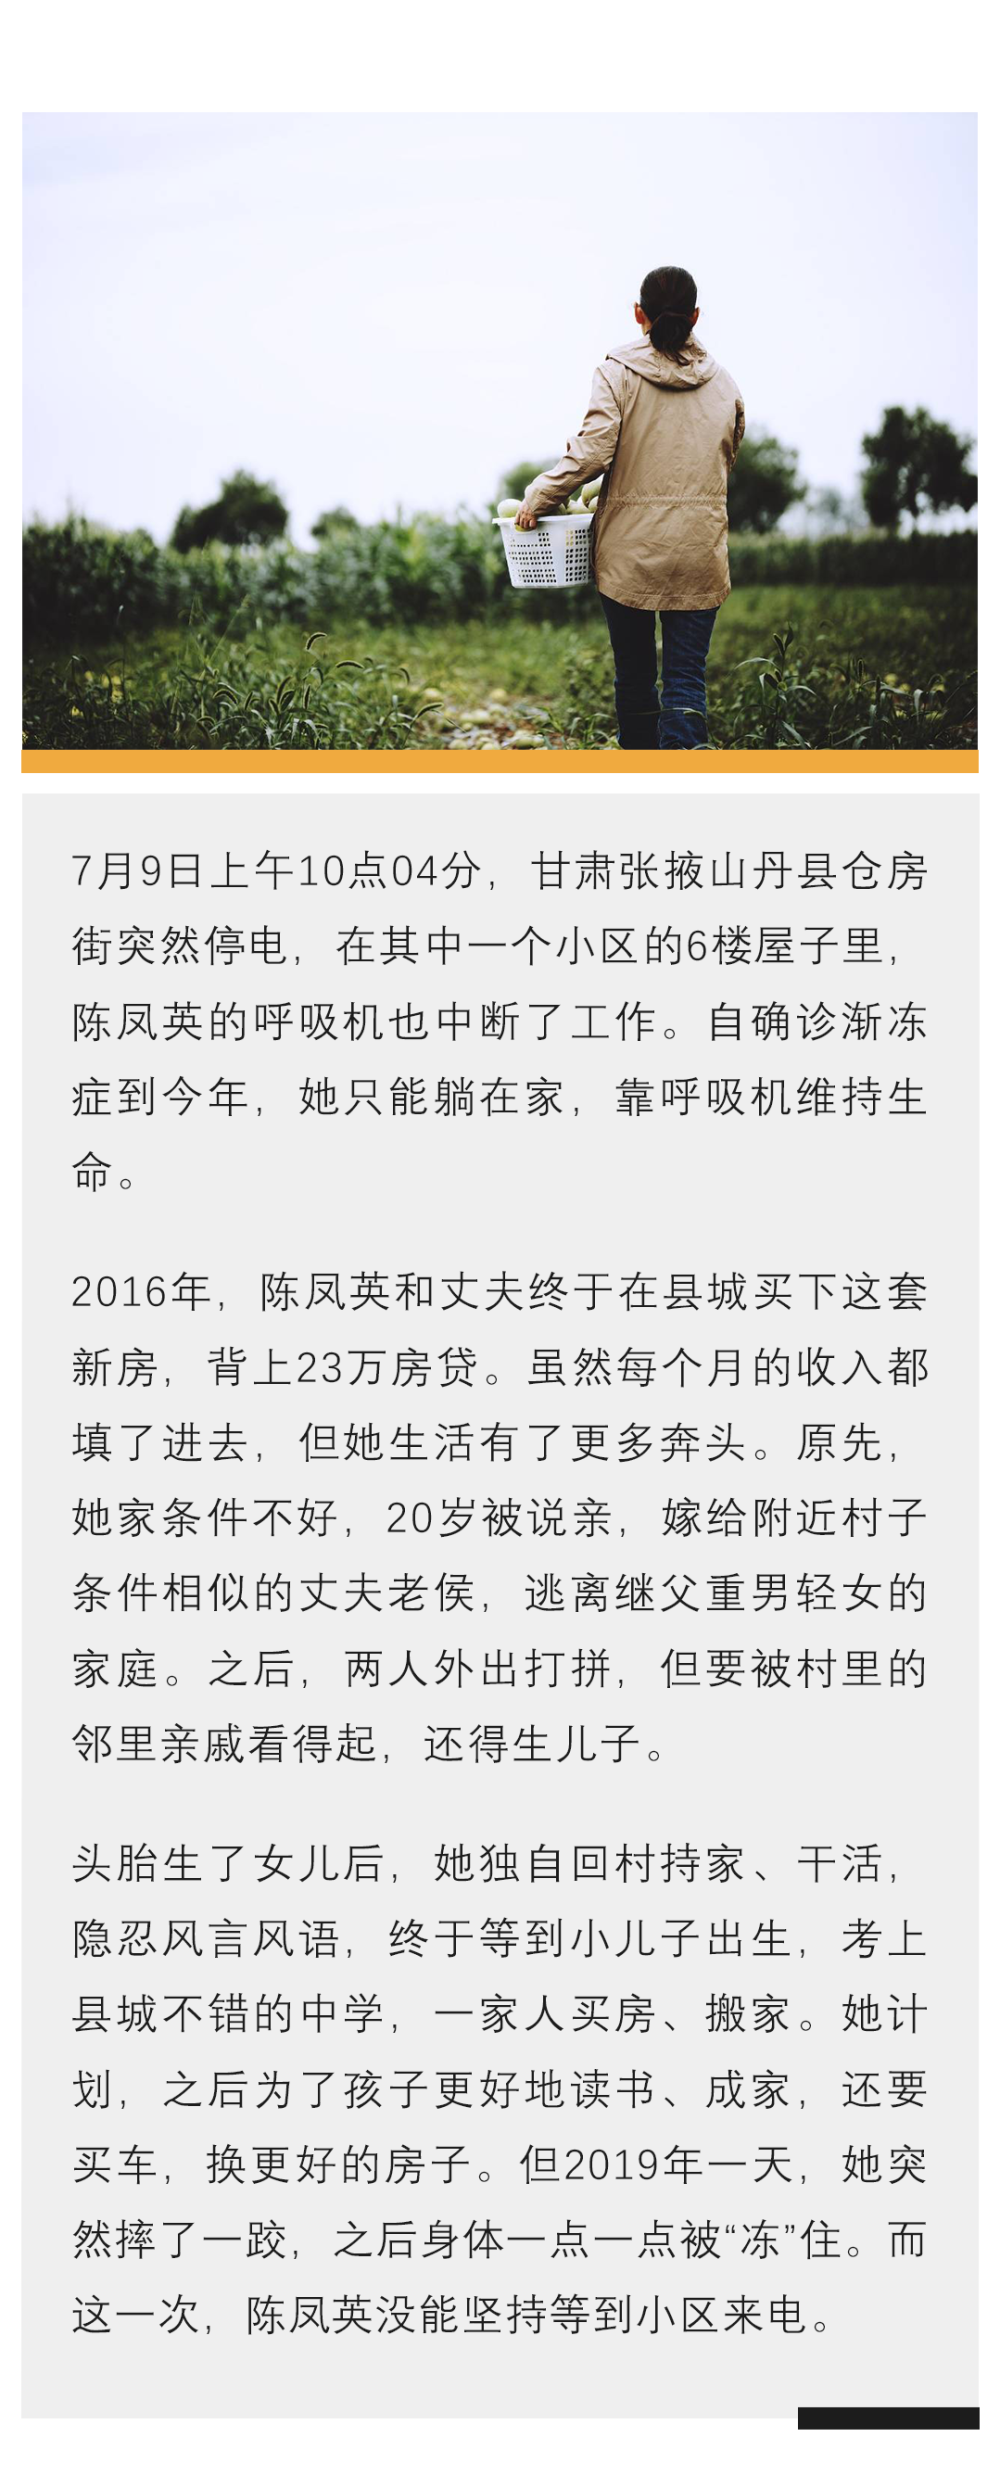 7月9日上午10点04分，甘肃张掖山丹县仓房
街突然停电，在其中一个小区的6楼屋子里，
陈凤英的呼吸机也中断了工作。自确诊渐冻
症到今年，她只能躺在家，靠呼吸机维持生
命。
2016年，陈凤英和丈夫终于在县城买下这套
新房，背上23万房贷。虽然每个月的收入都
填了进去，但她生活有了更多奔头。原先，
她家条件不好，20岁被说亲，嫁给附近村子
条件相似的丈夫老侯，逃离继父重男轻女的
家庭。之后，两人外出打拼，但要被村里的
邻里亲戚看得起，还得生儿子。
头胎生了女儿后，她独自回村持家、干活，
隐忍风言风语，终于等到小儿子出生，考上
县城不错的中学，一家人买房、搬家。她计
划，之后为了孩子更好地读书、成家，还要
买车，换更好的房子。但2019年一天，她突
然摔了一跤，之后身体一点一点被“冻”住。而
这一次，陈凤英没能坚持等到小区来电。